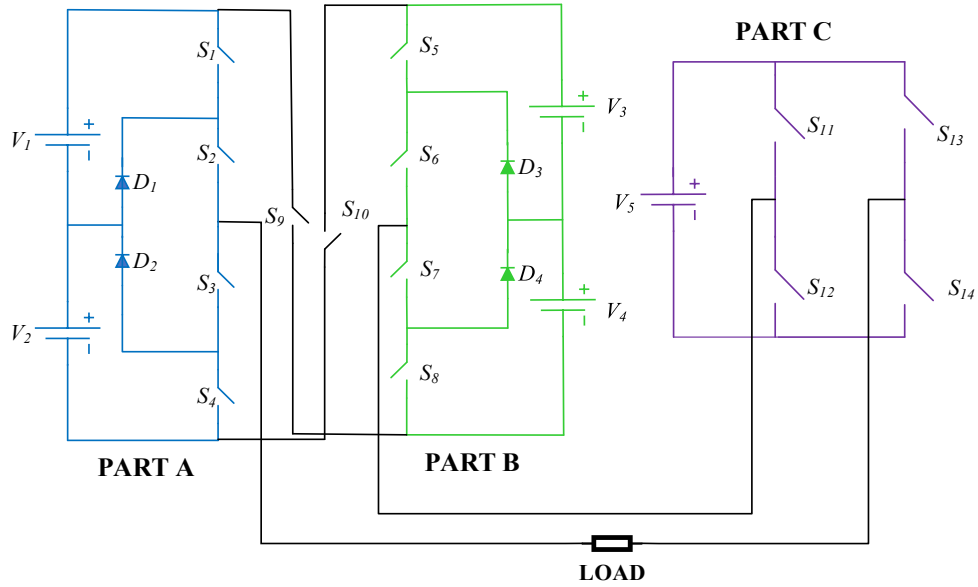 PART C
S1
S5
V1
+
S2
S6
V3
+
S11
S13
D1
D3
S9
S10
V5
+
D2
S3
S7
D4
S12
S14
V2
+
V4
+
S4
S8
PART A
PART B
LOAD